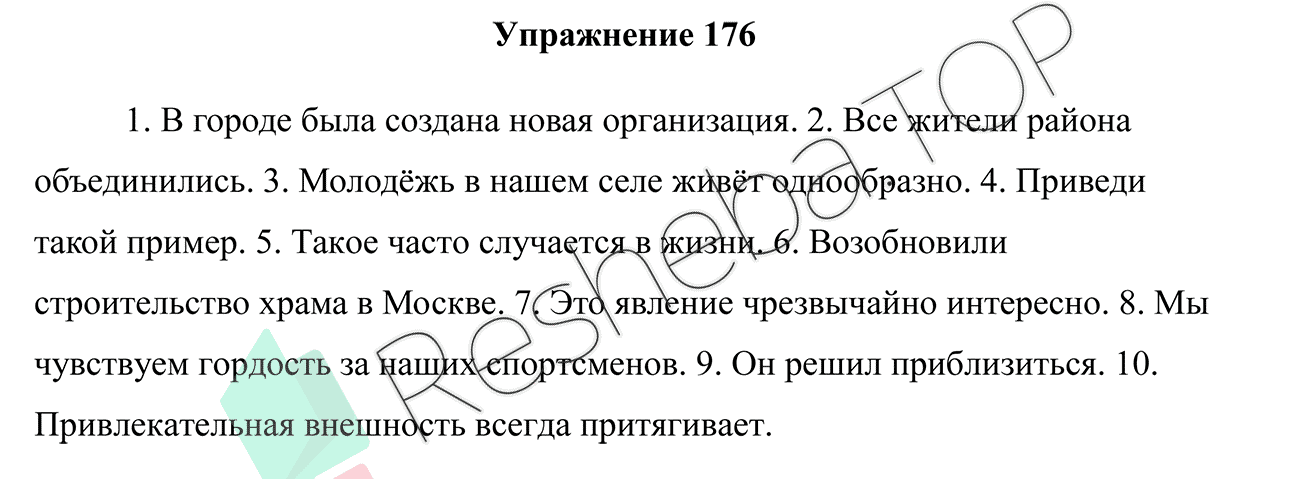 Упражнение 176
1. В городе была создана новая организация. 2. Все жители района
объединились. 3. Молодёжь в нашем селе живёт однообразно. 4. Приведи
такой пример. 5. Такое часто случается в жизни. 6. Возобновили
строительство храма в Москве. 7. Это явление чрезвычайно интересно. 8. Мы
чувствуем гордость за наших спортсменов. 9. Он решил приблизиться. 10.
Привлекательная внешность всегда притягивает.
Resheba.TOP